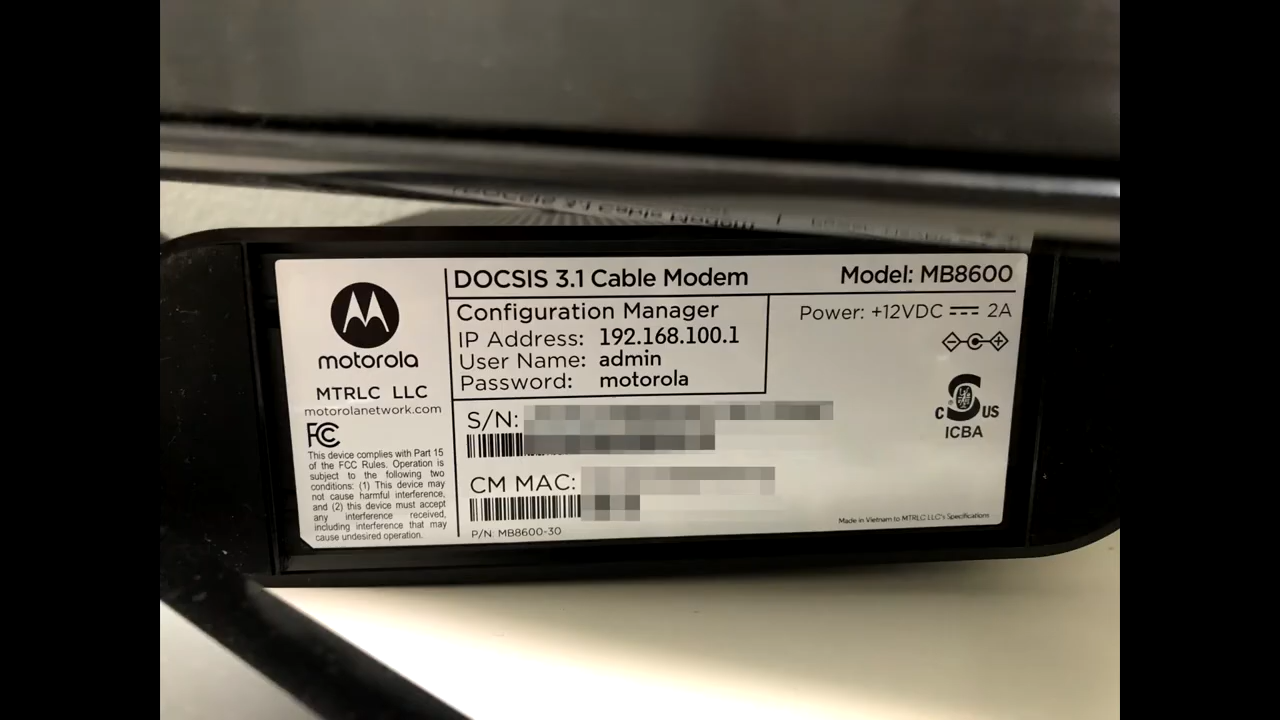 DOCSIS 3.1 Cable Modem
Model: MB8600
motorola
MTRLC LLC
motorolanetwork.com
FC
This device complies with Part 15
of the FCC Rules. Operation is
subject to the following two
conditions: (1) This device may
not cause harmful interference,
and (2) this device must accept
any interference received,
including interference that may
cause undesired operation.
Configuration Manager
IP Address: 192.168.100.1
User Name: admin
Password: motorola
Power: +12VDC 2A
S/N:
CM MAC:
P/N: MB8600-30
C US
ICBA
Made in Vietnam to MTRLC LLC's Specifications